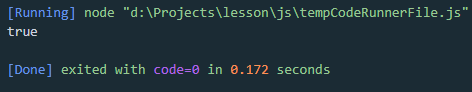 [Running] node "d:\Projects\lesson\js\tempCodeRunnerFile.js"
true
[Done] exited with code=0 in 0.172 seconds